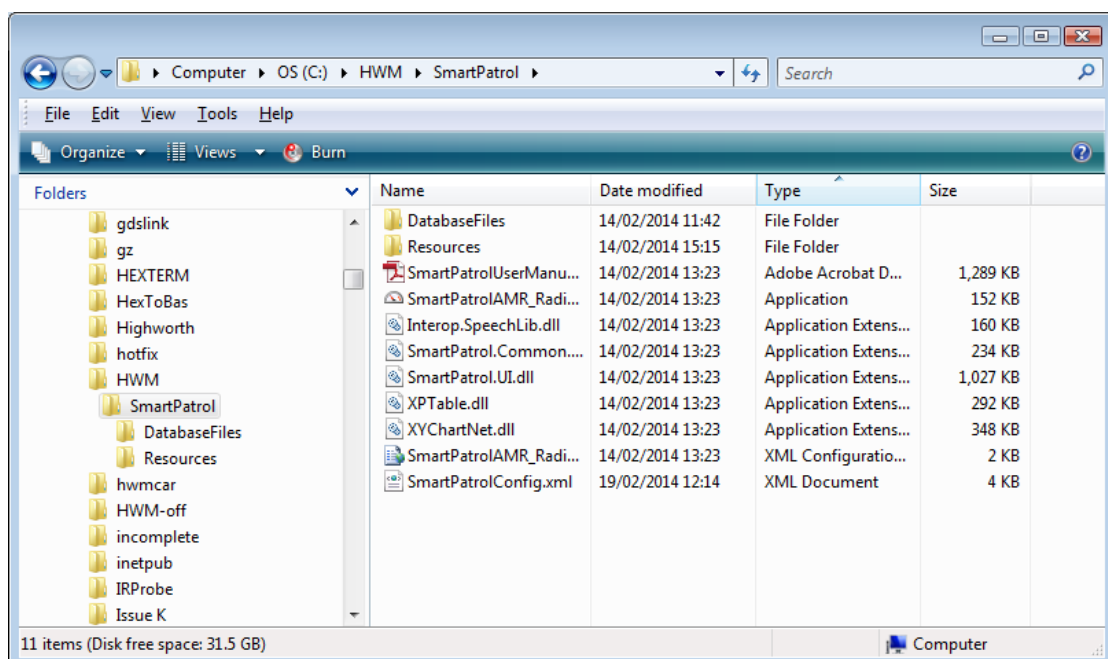 Computer ▸ OS (C:) ▸ HWM ▸ SmartPatrol ▸ Search
File Edit View Tools Help
Organize Views Burn
Folders Name Date modified Type Size
gdslink
gz
HEXTERM
HexToBas
Highworth
hotfix
HWM
SmartPatrol
DatabaseFiles
Resources
hwmcar
HWM-off
incomplete
inetpub
IRProbe
Issue K
DatabaseFiles 14/02/2014 11:42 File Folder
Resources 14/02/2014 15:15 File Folder
SmartPatrolUserManu... 14/02/2014 13:23 Adobe Acrobat D... 1,289 KB
SmartPatrolAMR_Radi... 14/02/2014 13:23 Application 152 KB
Interop.SpeechLib.dll 14/02/2014 13:23 Application Extens... 160 KB
SmartPatrol.Common.... 14/02/2014 13:23 Application Extens... 234 KB
SmartPatrol.UI.dll 14/02/2014 13:23 Application Extens... 1,027 KB
XPTable.dll 14/02/2014 13:23 Application Extens... 292 KB
XYChartNet.dll 14/02/2014 13:23 Application Extens... 348 KB
SmartPatrolAMR_Radi... 14/02/2014 13:23 XML Configuratio... 2 KB
SmartPatrolConfig.xml 19/02/2014 12:14 XML Document 4 KB
11 items (Disk free space: 31.5 GB) Computer